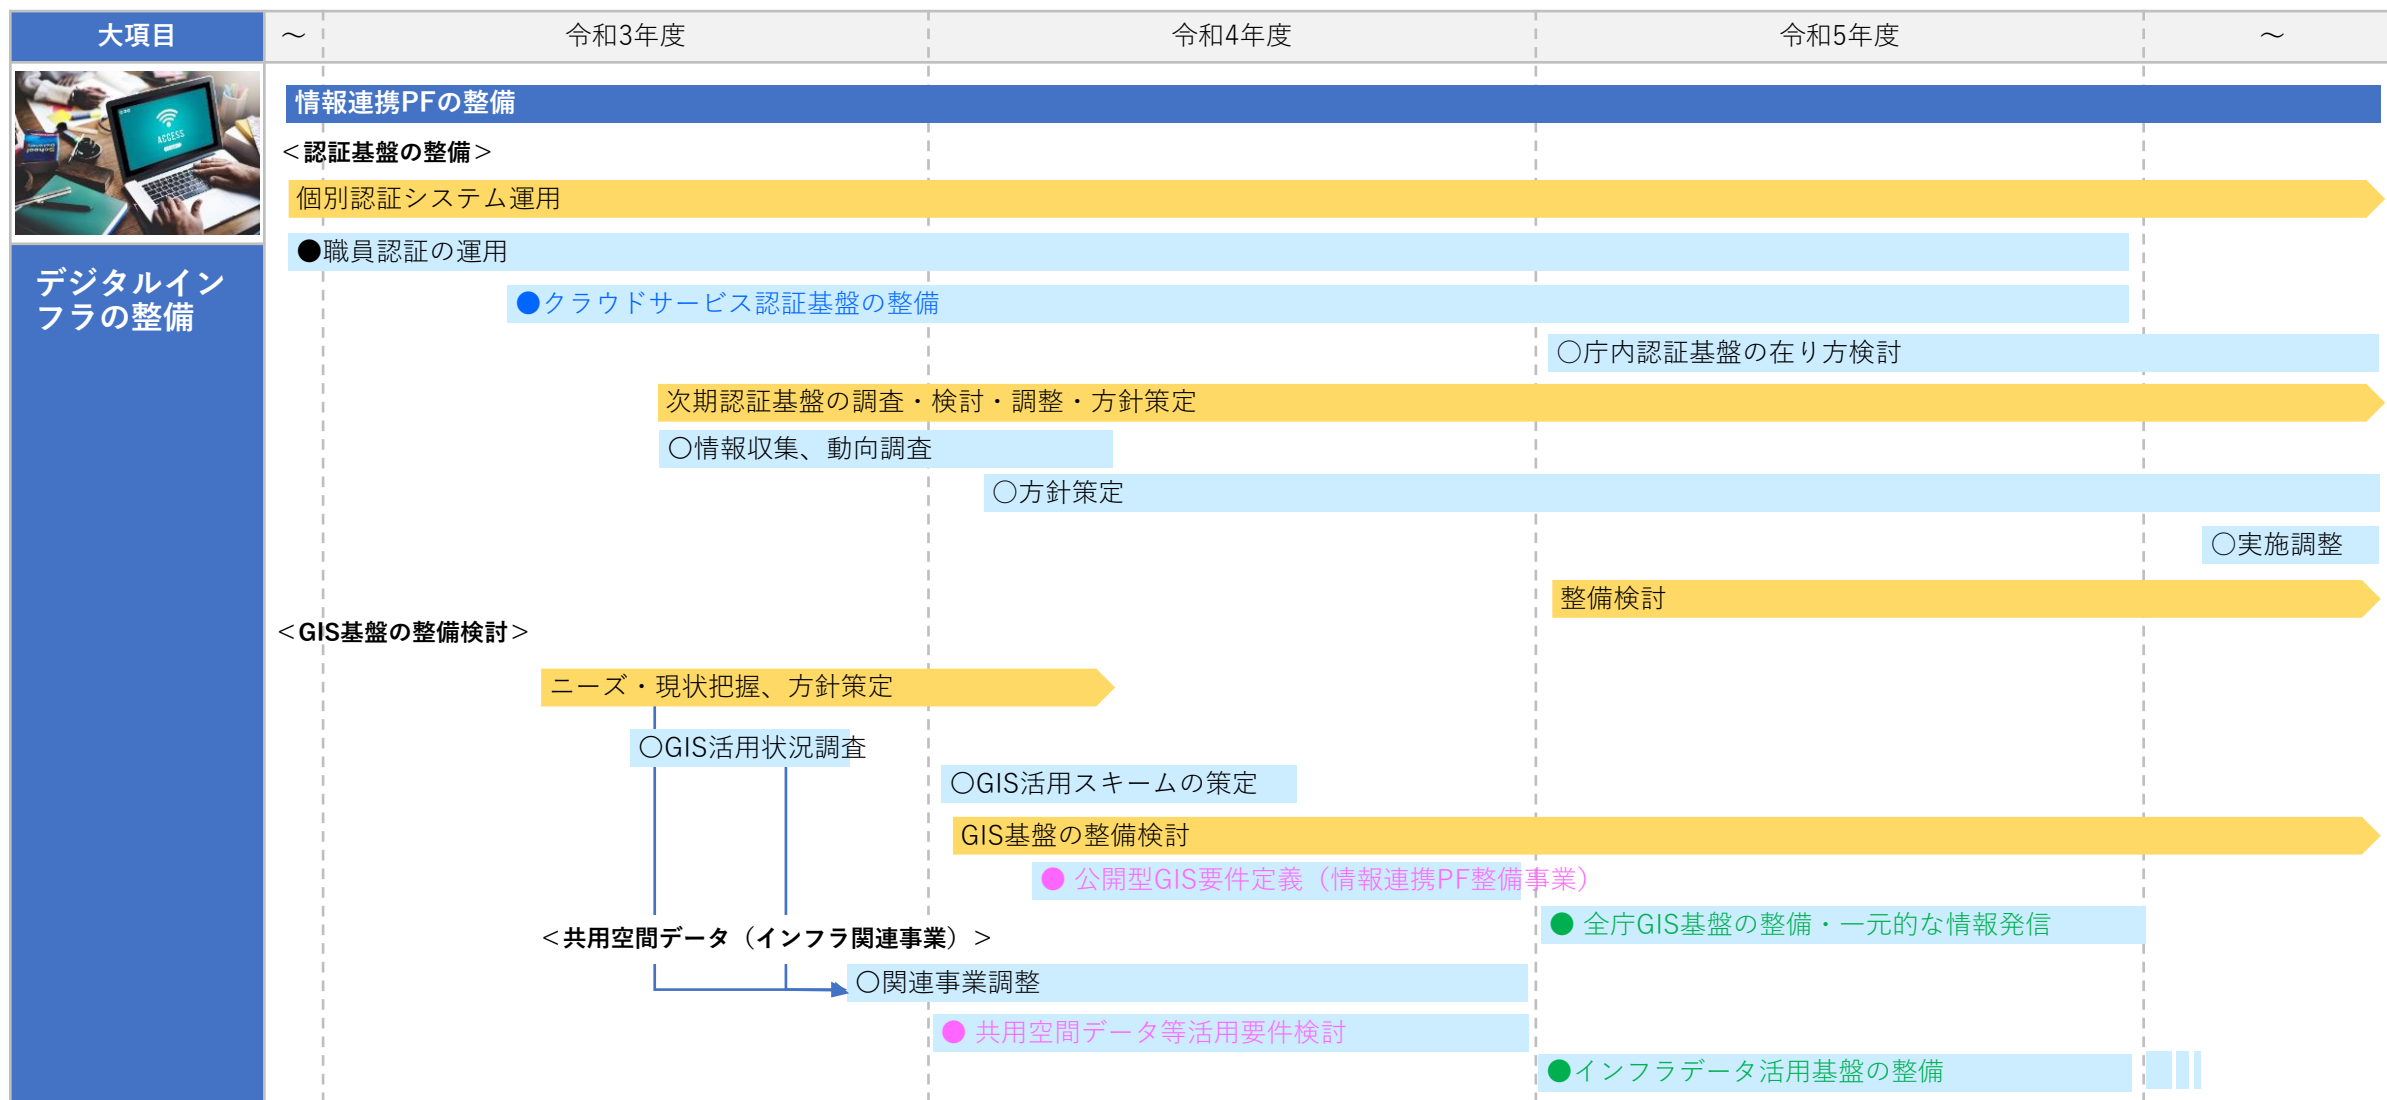 大項目
～
令和3年度
令和4年度
令和5年度
～
ACCESS
情報連携PFの整備
＜認証基盤の整備＞
個別認証システム運用
●職員認証の運用
デジタルイン
フラの整備
●クラウドサービス認証基盤の整備
○庁内認証基盤の在り方検討
次期認証基盤の調査・検討・調整・方針策定
○情報収集、動向調査
○方針策定
○実施調整
整備検討
＜GIS基盤の整備検討＞
ニーズ・現状把握、方針策定
○GIS活用状況調査
○GIS活用スキームの策定
GIS基盤の整備検討
● 公開型GIS要件定義（情報連携PF整備事業）
● 全庁GIS基盤の整備・一元的な情報発信
＜共用空間データ（インフラ関連事業）＞
○関連事業調整
● 共用空間データ等活用要件検討
●インフラデータ活用基盤の整備